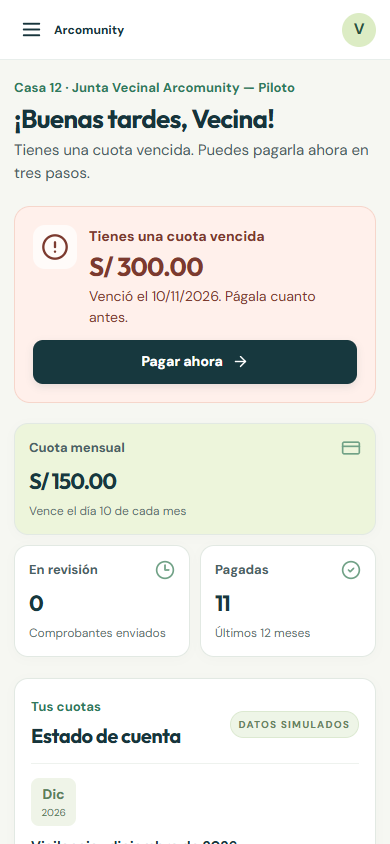 Arcomunity
V
Casa 12 · Junta Vecinal Arcomunity — Piloto
¡Buenas tardes, Vecina!
Tienes una cuota vencida. Puedes pagarla ahora en
tres pasos.
Tienes una cuota vencida
S/ 300.00
Venció el 10/11/2026. Págala cuanto
antes.
Pagar ahora
Cuota mensual
S/ 150.00
Vence el día 10 de cada mes
En revisión
0
Comprobantes enviados
Pagadas
11
Últimos 12 meses
Tus cuotas
Estado de cuenta
DATOS SIMULADOS
Dic
2026